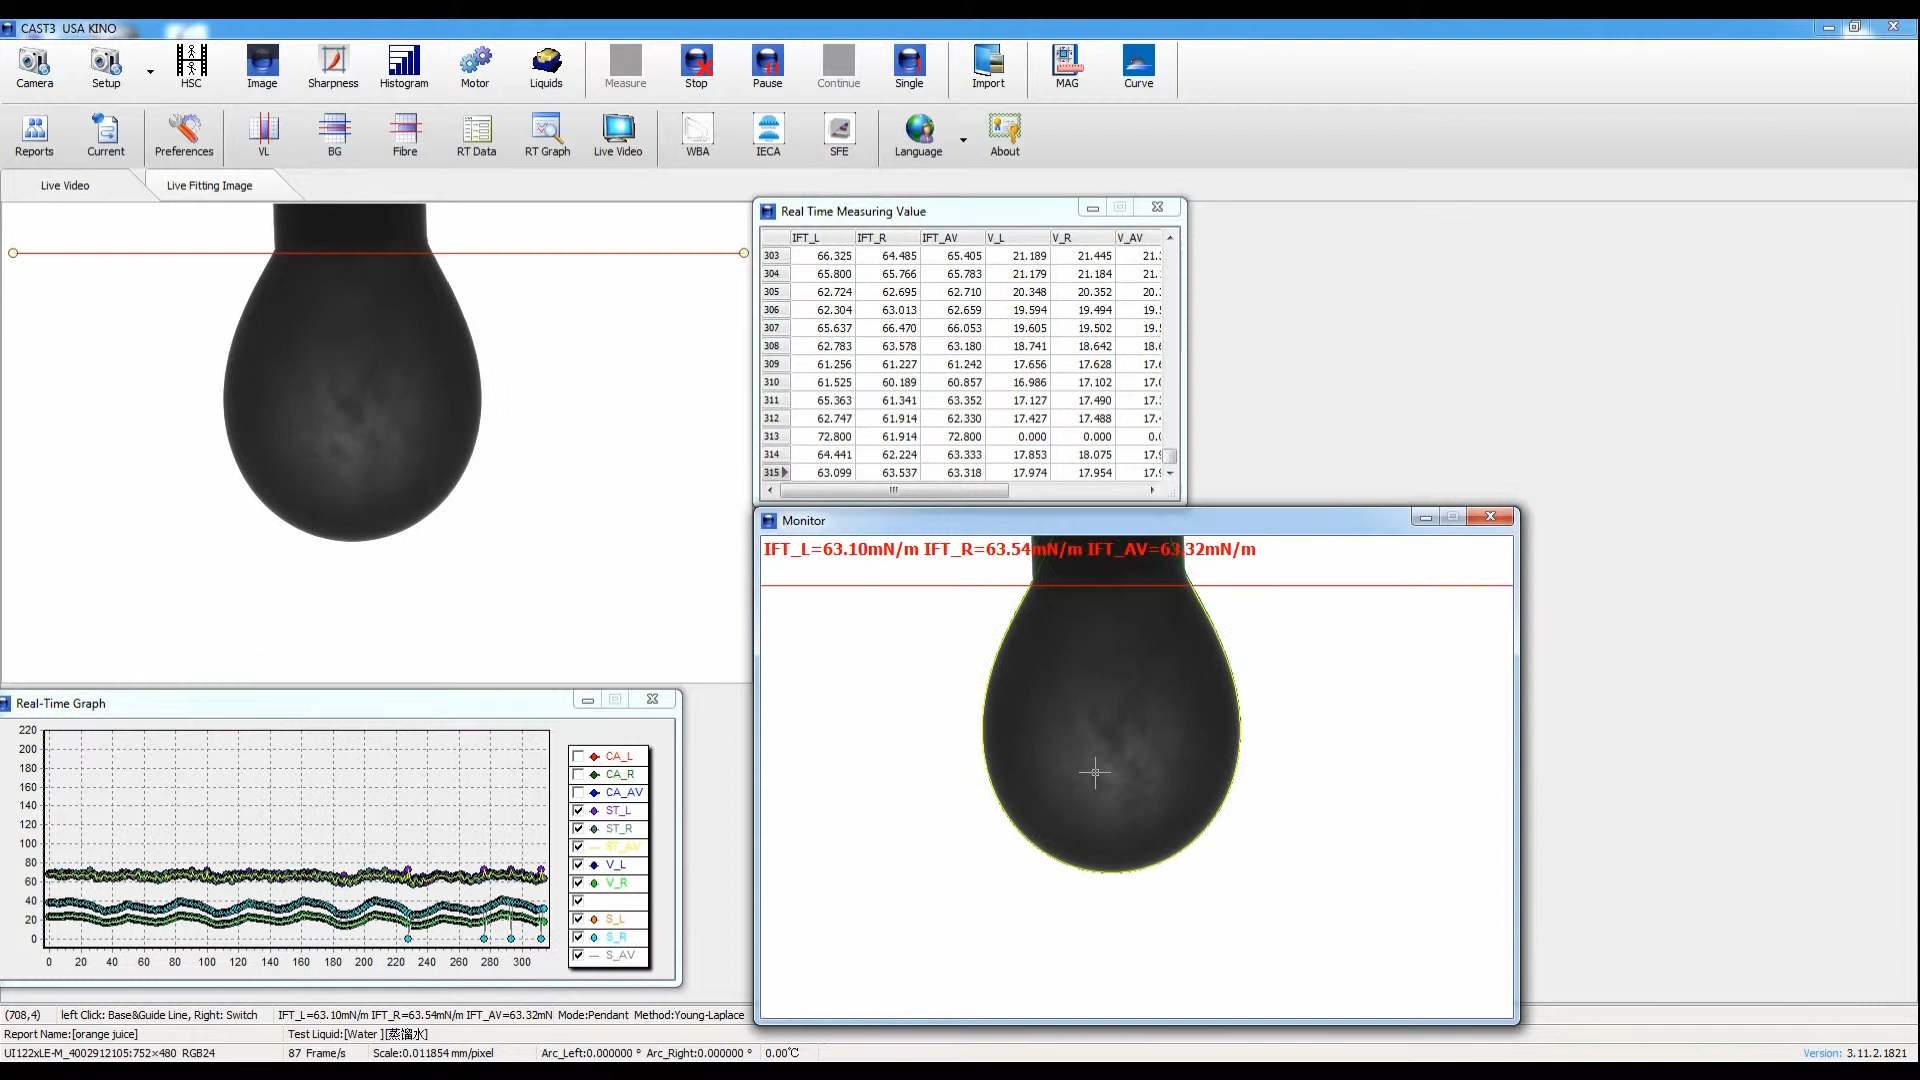 CAST3 USA KINO
Camera Setup HSC Image Sharpness Histogram Motor Liquids Measure Stop Pause Continue Single Import MAG Curve
Reports Current Preferences VL BG Fibre RT Data RT Graph Live Video WBA IECA SFE Language About
Live Video Live Fitting Image
Real Time Measuring Value
IFT_L IFT_R IFT_AV V_L V_R V_AV
303 66.325 64.485 65.405 21.189 21.445
304 65.800 65.766 65.783 21.179 21.184
305 62.724 62.695 62.710 20.348 20.352
306 62.304 63.013 62.659 19.594 19.494
307 65.637 66.470 66.053 19.605 19.502
308 62.783 63.578 63.180 18.741 18.642
309 61.256 61.227 61.242 17.656 17.628
310 61.525 60.189 60.857 16.986 17.102
311 65.363 61.341 63.352 17.127 17.490
312 62.747 61.914 62.330 17.427 17.488
313 72.800 61.914 72.800 0.000 0.000
314 64.441 62.224 63.333 17.853 18.075
315 63.099 63.537 63.318 17.974 17.954
Monitor
IFT_L=63.10mN/m IFT_R=63.54mN/m IFT_AV=63.32mN/m
Real-Time Graph
220
200
180
160
140
120
100
80
60
40
20
0
0 20 40 60 80 100 120 140 160 180 200 220 240 260 280 300
CA_L
CA_R
CA_AV
ST_L
ST_R
ST_AV
V_L
V_R
S_L
S_R
S_AV
(708,4) left Click: Base&Guide Line, Right: Switch IFT_L=63.10mN/m IFT_R=63.54mN/m IFT_AV=63.32mN Mode:Pendant Method:Young-Laplace
Report Name:[orange juice] Test Liquid:[Water ][蒸馏水]
UI122xLE-M_4002912105:752×480 RGB24 87 Frame/s Scale:0.011854 mm/pixel Arc_Left:0.000000 ° Arc_Right:0.000000 ° 0.00℃ Version: 3.11.2.1821